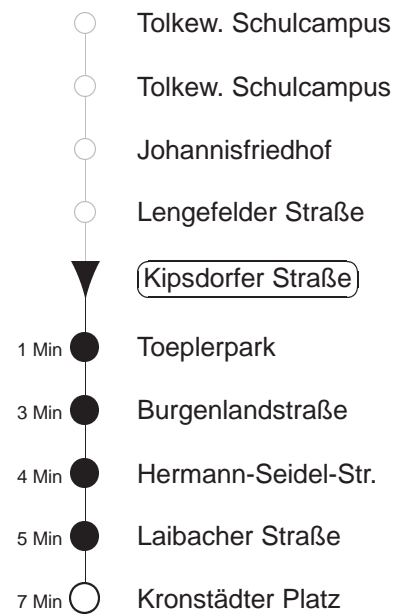 Tolkew. Schulcampus
Tolkew. Schulcampus
Johannisfriedhof
Lengefelder Straße
Kipsdorfer Straße
1 Min Toeplerpark
3 Min Burgenlandstraße
4 Min Hermann-Seidel-Str.
5 Min Laibacher Straße
7 Min Kronstädter Platz